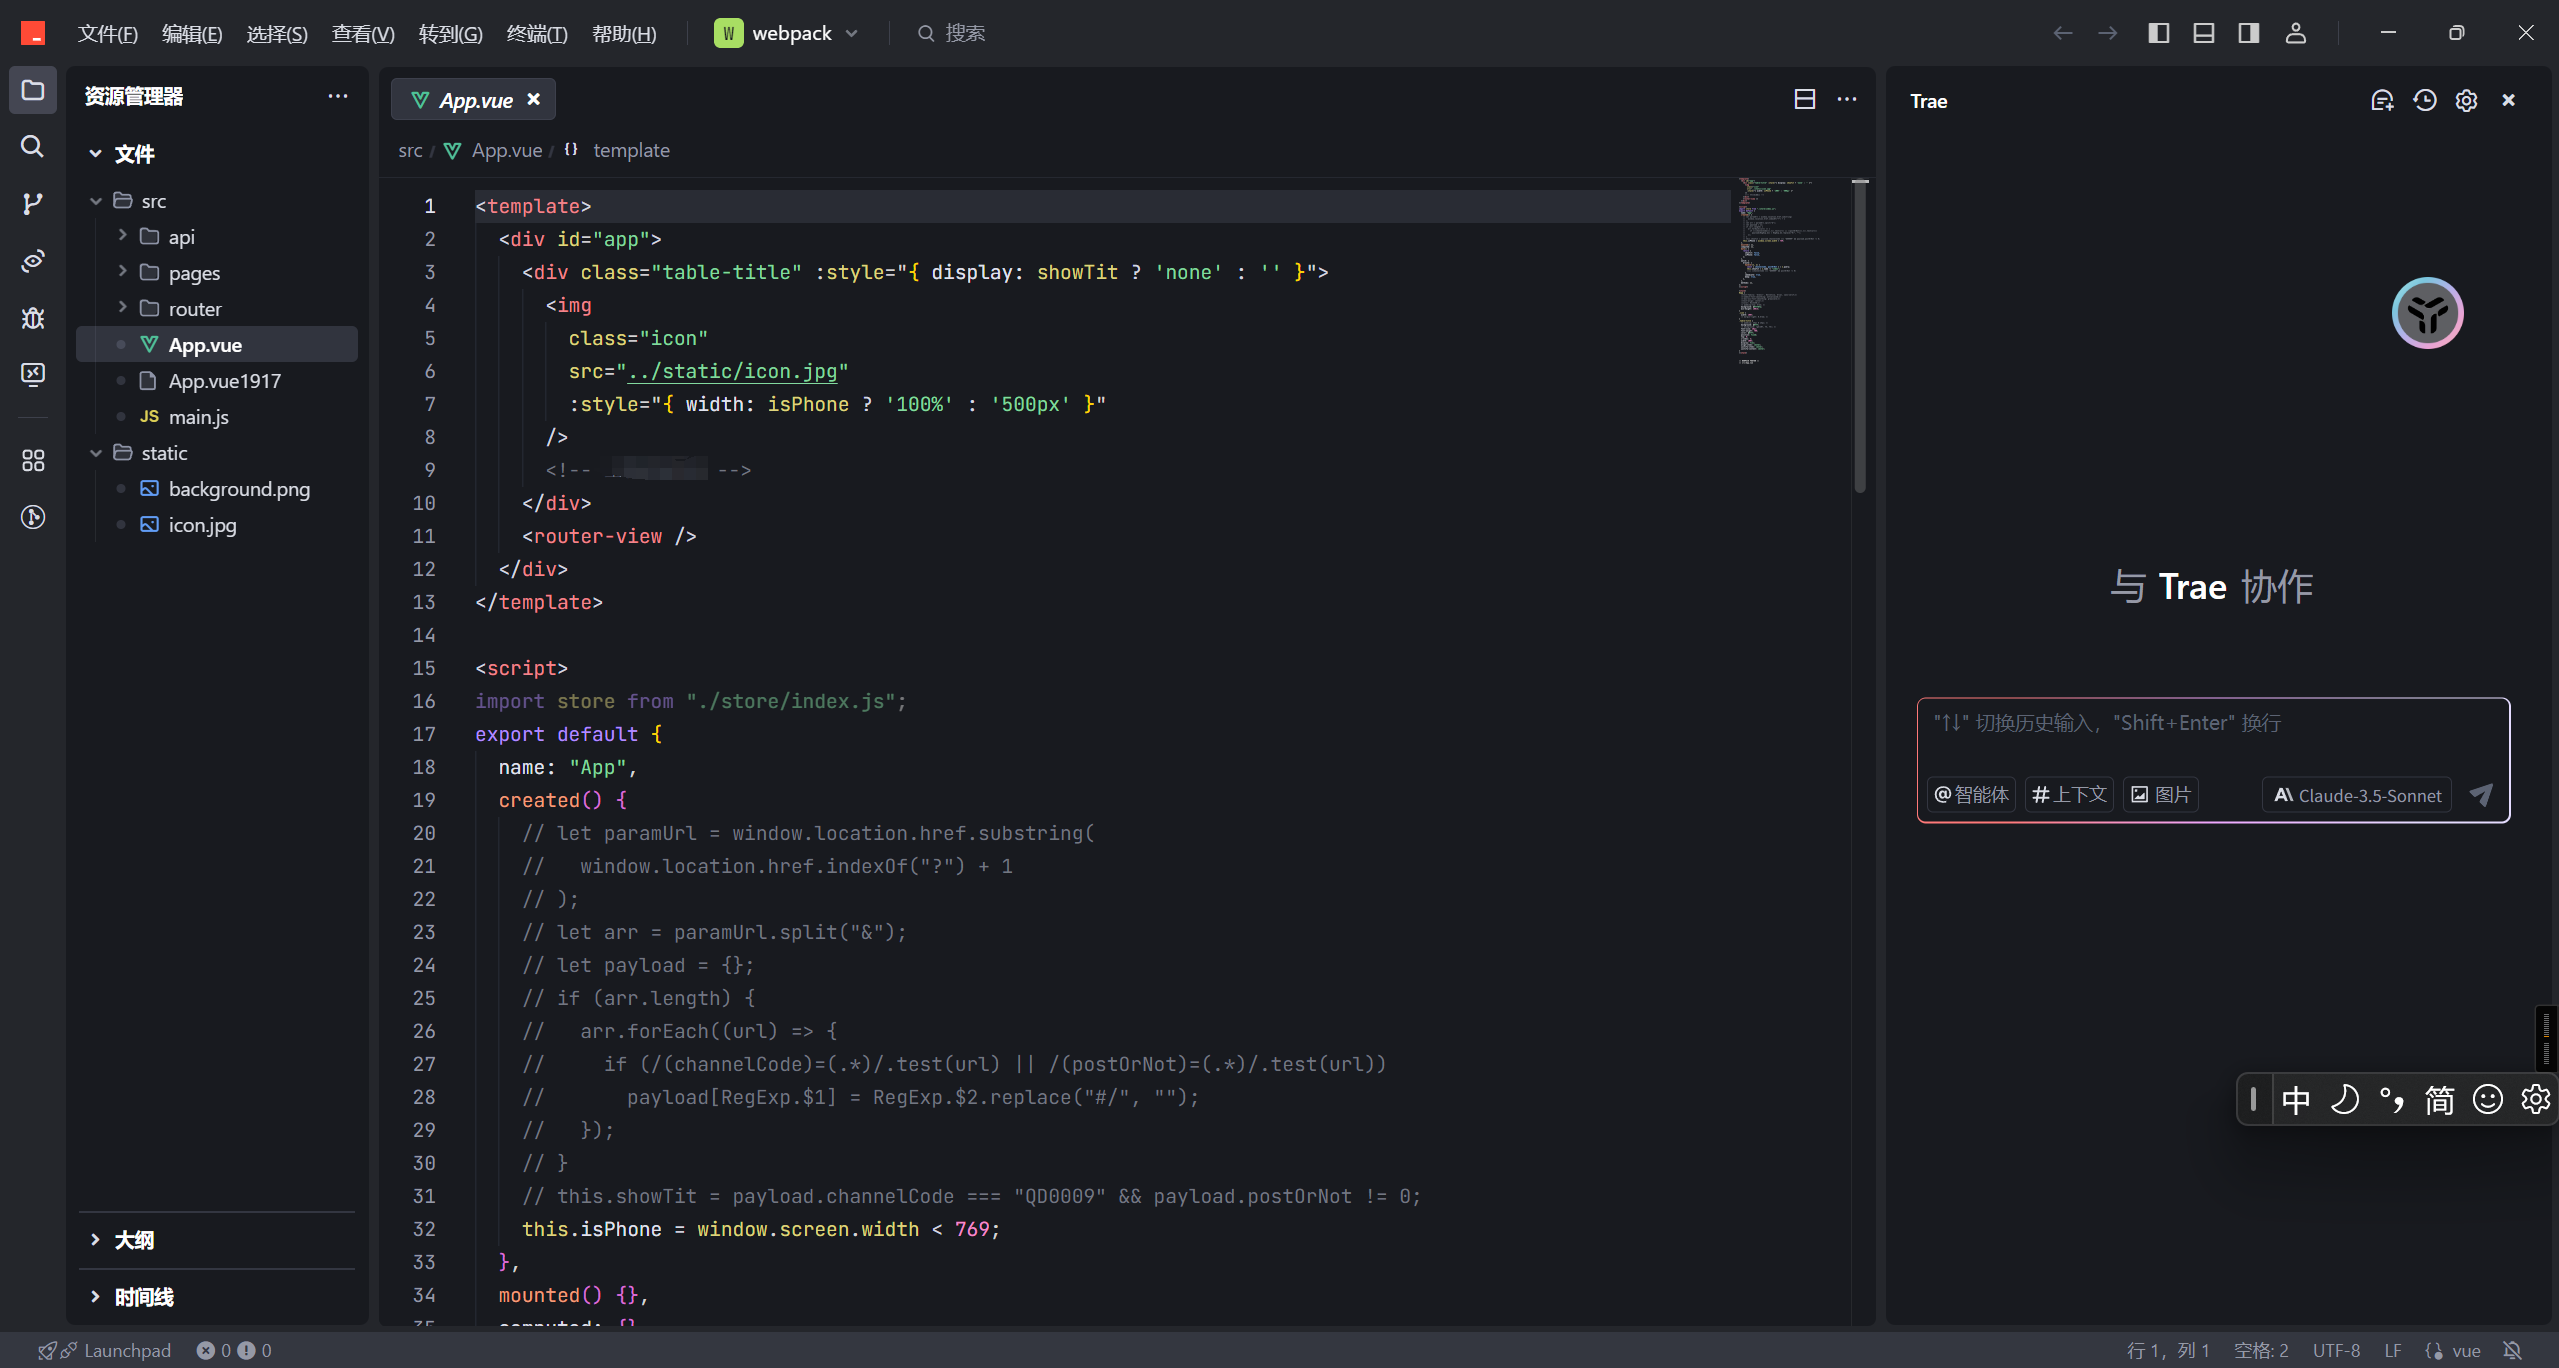 文件(F) 编辑(E) 选择(S) 查看(V) 转到(G) 终端(T) 帮助(H) W webpack 搜索
资源管理器
文件
src
api
pages
router
App.vue
App.vue1917
JS main.js
static
background.png
icon.jpg
大纲
时间线
App.vue
src / App.vue / {} template
1 <template>
2 <div id="app">
3 <div class="table-title" :style="{ display: showTit ? 'none' : '' }">
4 <img
5 class="icon"
6 src="../static/icon.jpg"
7 :style="{ width: isPhone ? '100%' : '500px' }"
8 />
9 <!-- -->
10 </div>
11 <router-view />
12 </div>
13 </template>
14
15 <script>
16 import store from "./store/index.js";
17 export default {
18 name: "App",
19 created() {
20 // let paramUrl = window.location.href.substring(
21 // window.location.href.indexOf("?") + 1
22 // );
23 // let arr = paramUrl.split("&");
24 // let payload = {};
25 // if (arr.length) {
26 // arr.forEach((url) => {
27 // if (/(channelCode)=(.*)/.test(url) || /(postOrNot)=(.*)/.test(url))
28 // payload[RegExp.$1] = RegExp.$2.replace("#/", "");
29 // });
30 // }
31 // this.showTit = payload.channelCode === "QD0009" && payload.postOrNot != 0;
32 this.isPhone = window.screen.width < 769;
33 },
34 mounted() {},
Trae
与 Trae 协作
"↑↓" 切换历史输入，"Shift+Enter" 换行
@智能体 #上下文 图片 Claude-3.5-Sonnet
中 °, 简
Launchpad 0 0 行 1，列 1 空格: 2 UTF-8 LF vue